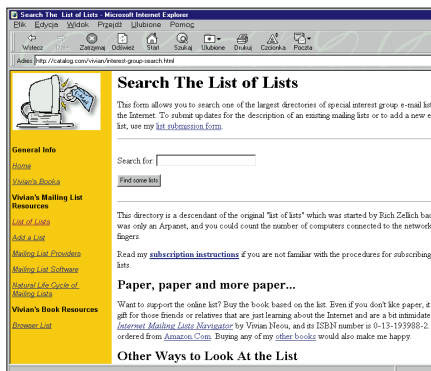 Search The List of Lists - Microsoft Internet Explorer
Plik Edycja Widok Przejdź Ulubione Pomoc
Wstecz Dalej Zatrzymaj Odśwież Start Szukaj Ulubione Drukuj Czcionka Poczta
Adres http://catalog.com/vivian/interest-group-search.html
General Info
Home
Vivian's Books
Vivian's Mailing List
Resources
List of Lists
Add a List
Mailing List Providers
Mailing List Software
Natural Life Cycle of
Mailing Lists
Vivian's Book Resources
Browser List
Search The List of Lists
This form allows you to search one of the largest directories of special interest group e-mail list
the Internet. To submit updates for the description of an existing mailing lists or to add a new e
list, use my list submission form.
Search for:
Find some lists
This directory is a descendant of the original "list of lists" which was started by Rich Zellich bac
was only an Arpanet, and you could count the number of computers connected to the network
fingers.
Read my subscription instructions if you are not familiar with the procedures for subscribing
lists.
Paper, paper and more paper...
Want to support the online list? Buy the book based on the list. Even if you don't like paper, it
gift for those friends or relatives that are just learning about the Internet and are a bit intimidate
Internet Mailing Lists Navigator by Vivian Neou, and its ISBN number is 0-13-193988-2.
ordered from Amazon.Com. Buying any of my other books would also make me happy.
Other Ways to Look At the List